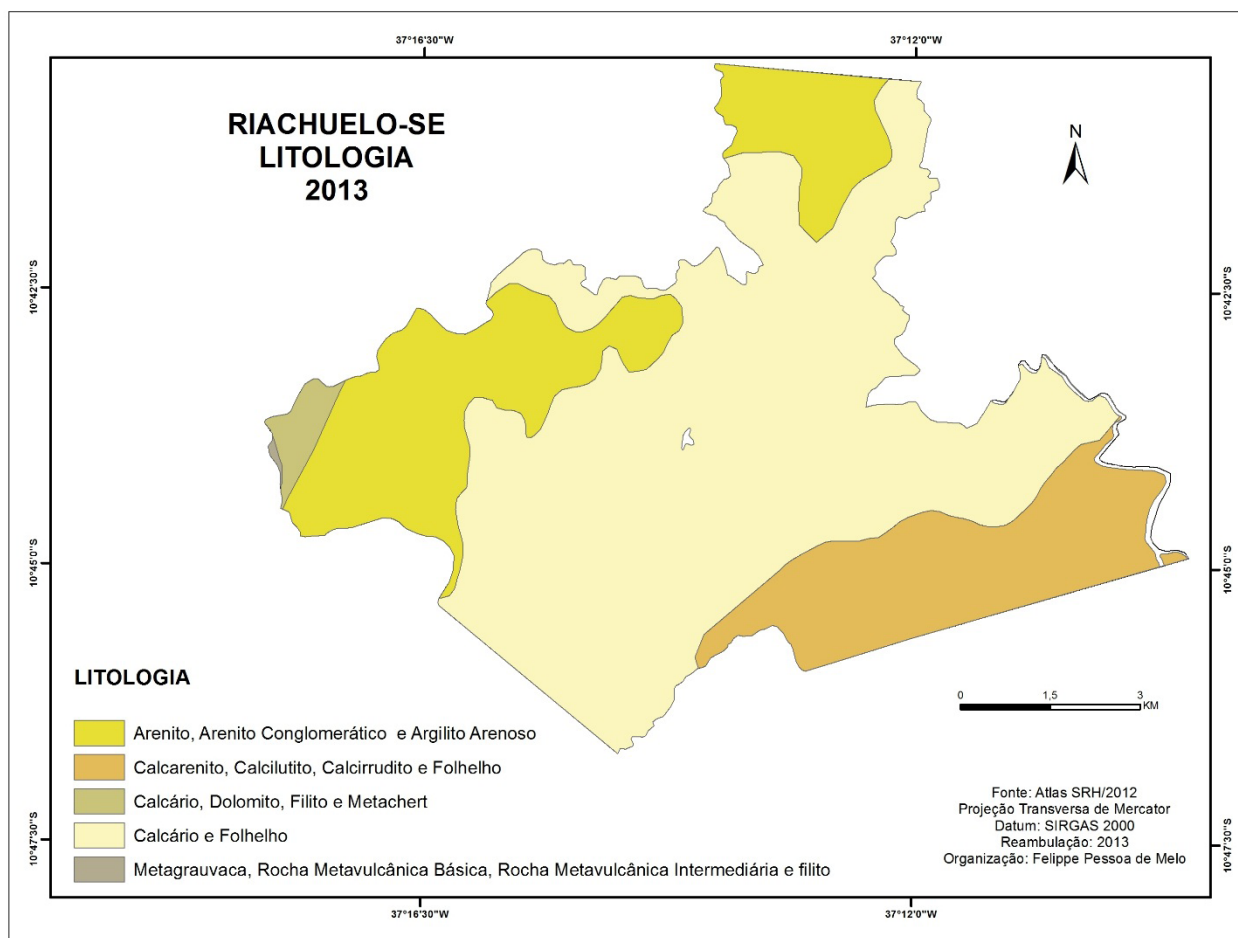 37°16'30"W
37°12'0"W
RIACHUELO-SE
LITOLOGIA
2013
N
10°42'30"S
10°42'30"S
10°45'0"S
10°45'0"S
LITOLOGIA
Arenito, Arenito Conglomerático e Argilito Arenoso
Calcarenito, Calcilutito, Calcirrudito e Folhelho
Calcário, Dolomito, Filito e Metachert
Calcário e Folhelho
Metagrauvaca, Rocha Metavulcânica Básica, Rocha Metavulcânica Intermediária e filito
0 1,5 3
KM
Fonte: Atlas SRH/2012
Projeção Transversa de Mercator
Datum: SIRGAS 2000
Reambulação: 2013
Organização: Felippe Pessoa de Melo
10°47'30"S
10°47'30"S
37°16'30"W
37°12'0"W